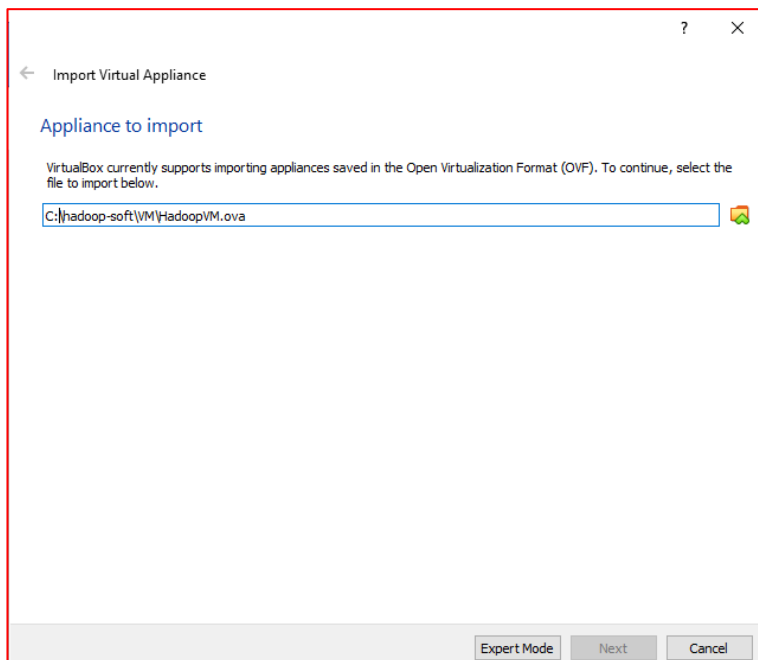 ?
Import Virtual Appliance
Appliance to import
VirtualBox currently supports importing appliances saved in the Open Virtualization Format (OVF). To continue, select the
file to import below.
C:\hadoop-soft\VM\HadoopVM.ova
Expert Mode Next Cancel